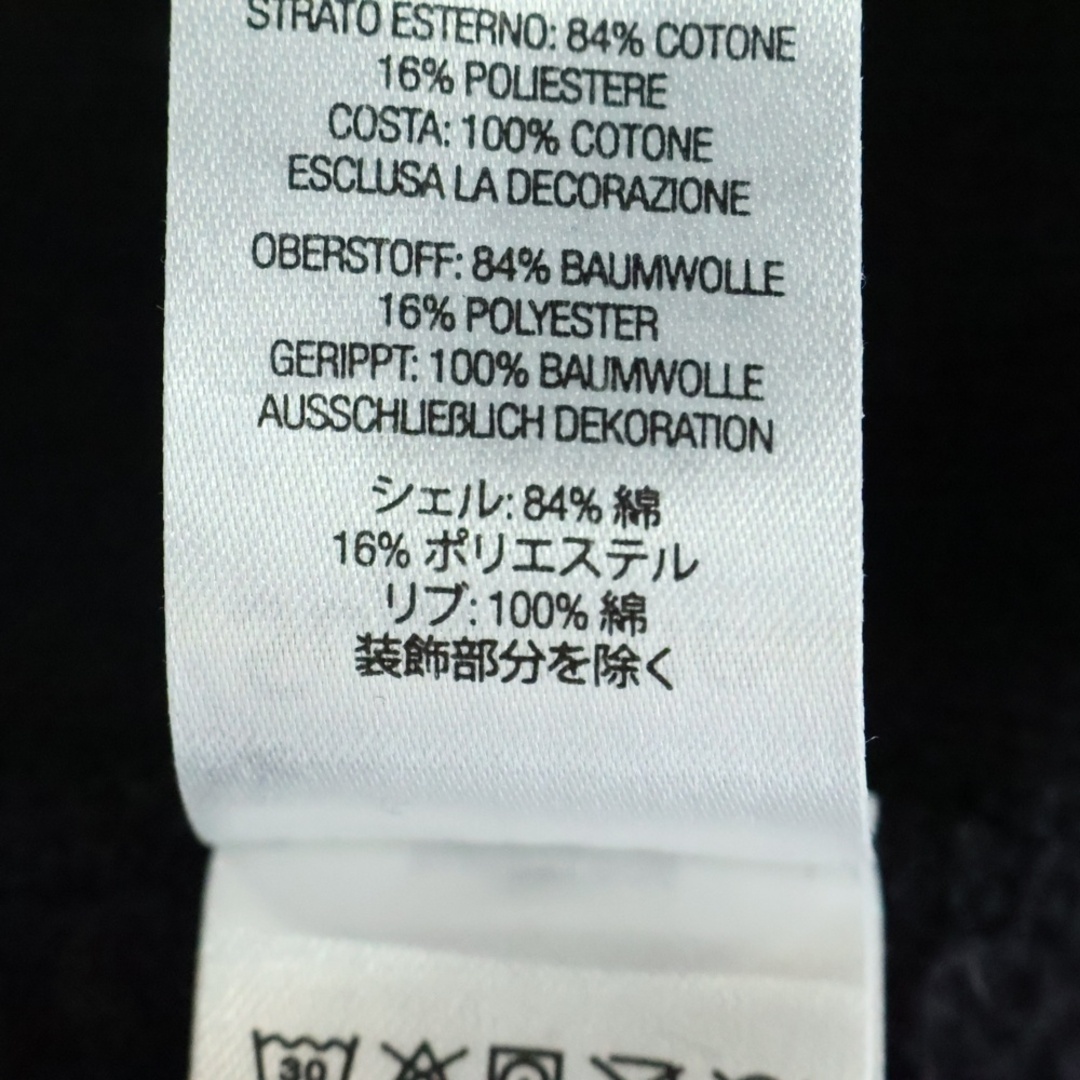 STRATO ESTERNO: 84% COTONE
16% POLIESTERE
COSTA: 100% COTONE
ESCLUSA LA DECORAZIONE
OBERSTOFF: 84% BAUMWOLLE
16% POLYESTER
GERIPPT: 100% BAUMWOLLE
AUSSCHLIEßLICH DEKORATION
シェル: 84% 綿
16% ポリエステル
リブ: 100% 綿
装飾部分を除く
30